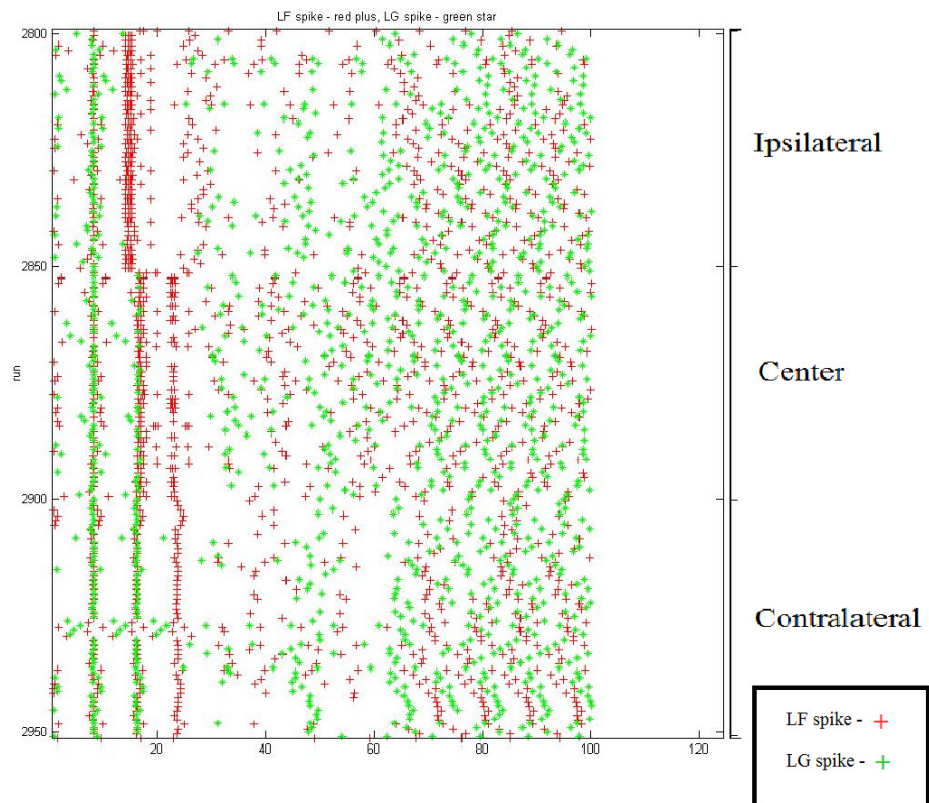 LF spike - red plus, LG spike - green star
2800
Ipsilateral
2850
run
Center
2900
Contralateral
2950
20
40
60
80
100
120
LF spike -
LG spike -